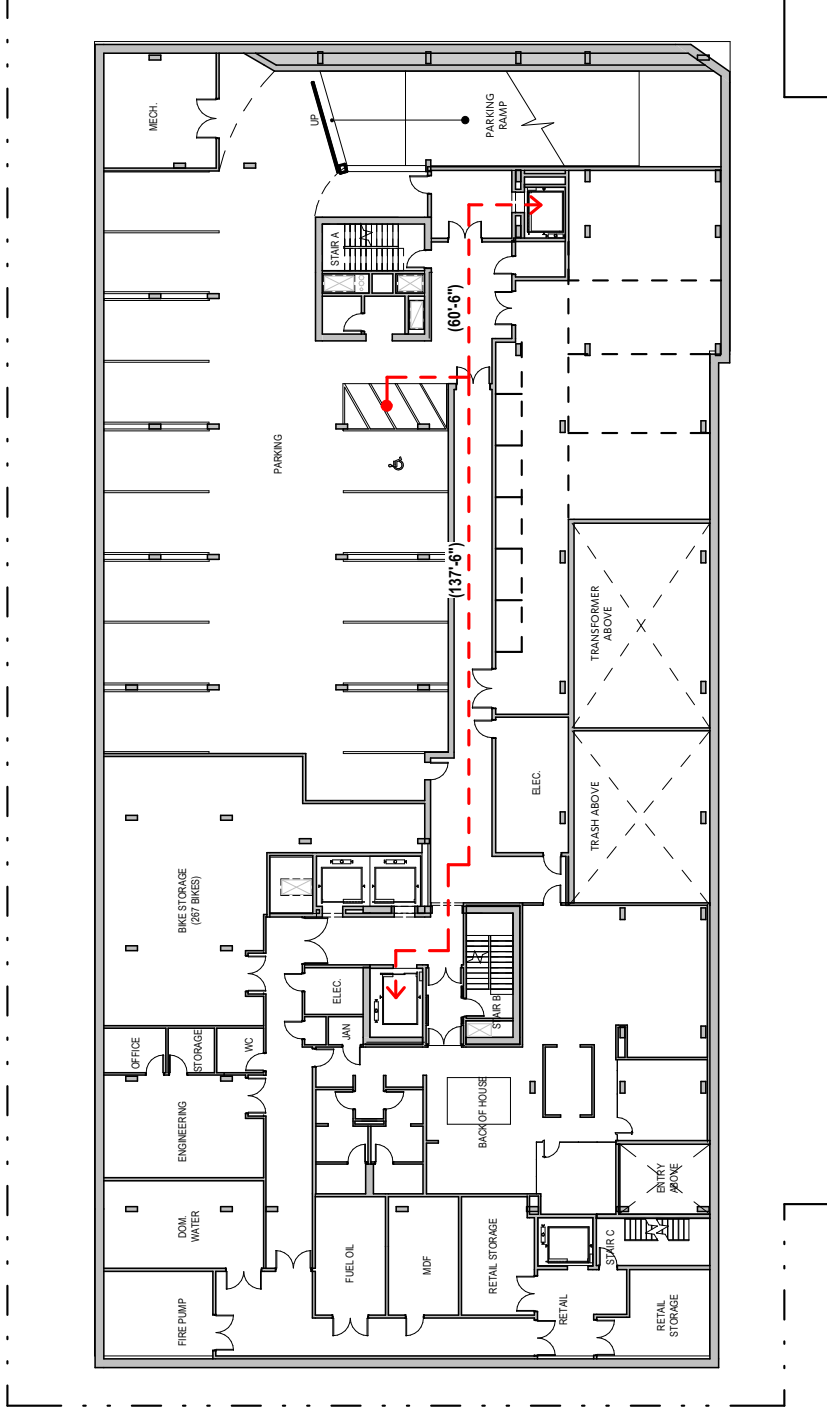 MECH.
UP
PARKING
RAMP
STAIR A
(60'-6")
PARKING
(137'-6")
TRANSFORMER
ABOVE
ELEC.
TRASH ABOVE
BIKE STORAGE
(267 BIKES)
ELEC.
STAIR B
OFFICE
STORAGE
WC
JAN
ENGINEERING
BACK OF HOUSE
ENTRY
ABOVE
DOM.
WATER
FUEL OIL
MDF
RETAIL STORAGE
STAIR C
FIRE PUMP
RETAIL
RETAIL
STORAGE